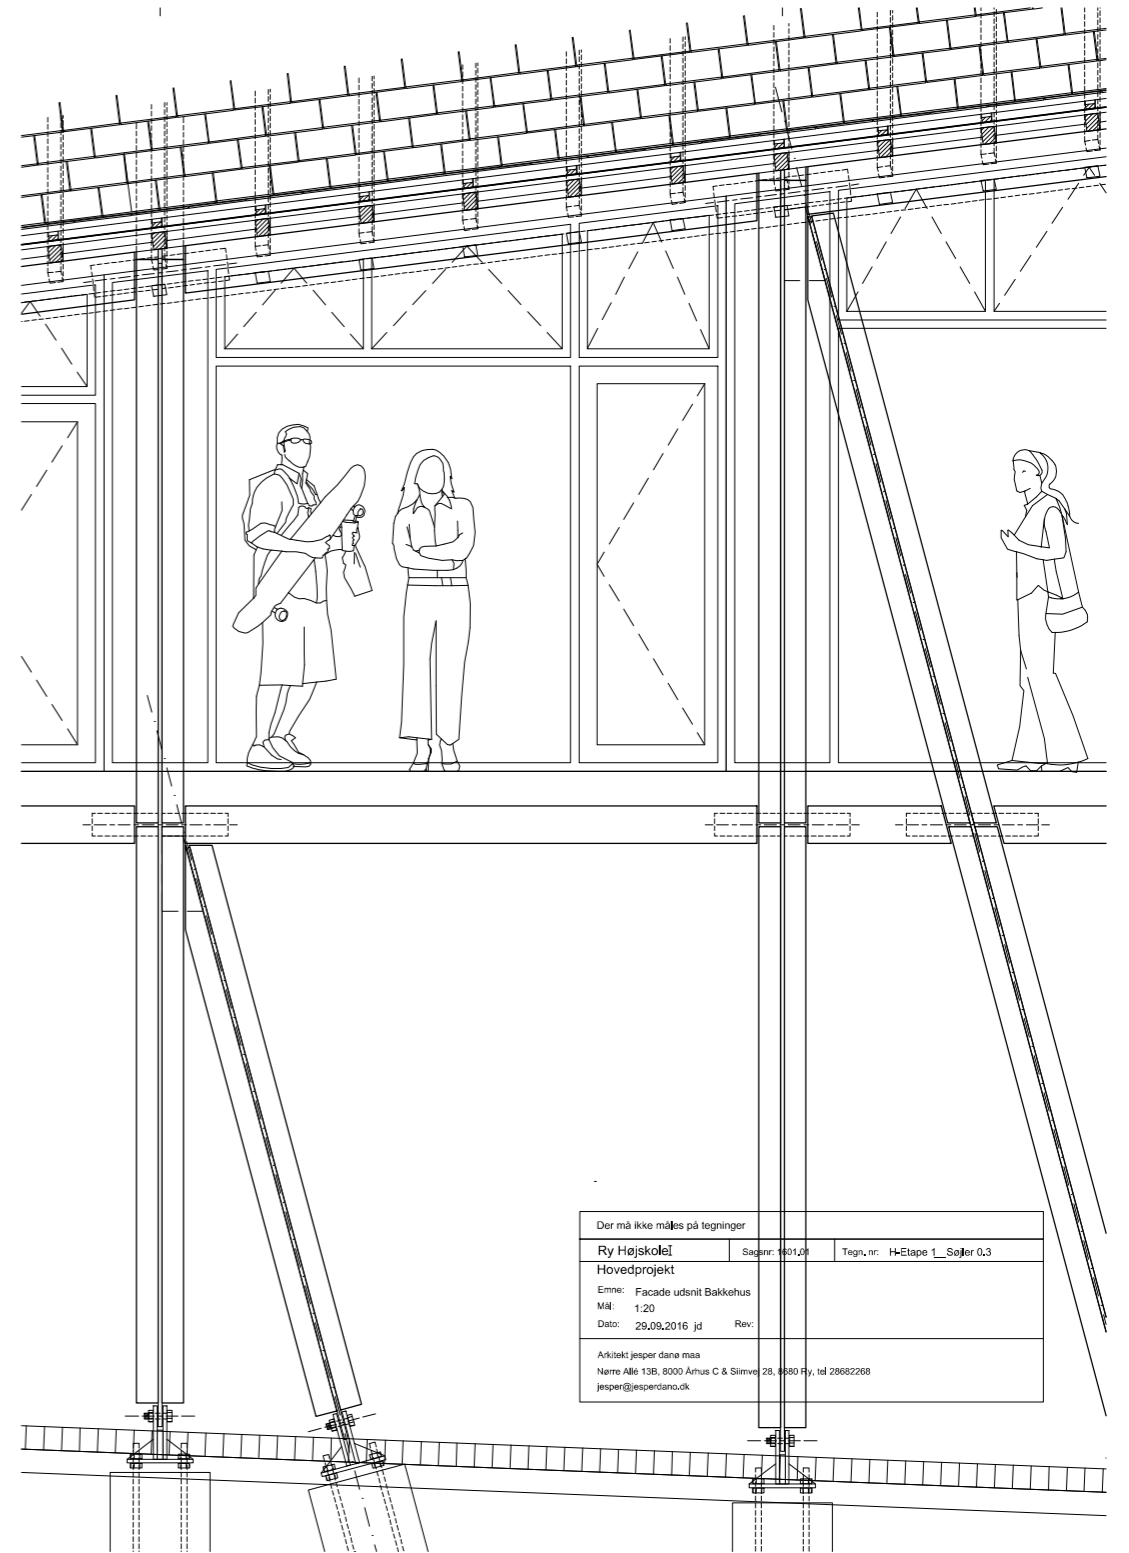 Der må ikke måles på tegninger
Ry Højskole
Sagsnr: 1601.01
Tegn. nr: H-Etape 1__Søjler 0.3
Hovedprojekt
Emne: Facade udsnit Bakkehus
Mål: 1:20
Dato: 29.09.2016 jd Rev:
Arkitekt jesper danø maa
Nørre Allé 13B, 8000 Århus C & Siimvej 28, 8680 Ry, tel 28682268
jesper@jesperdano.dk